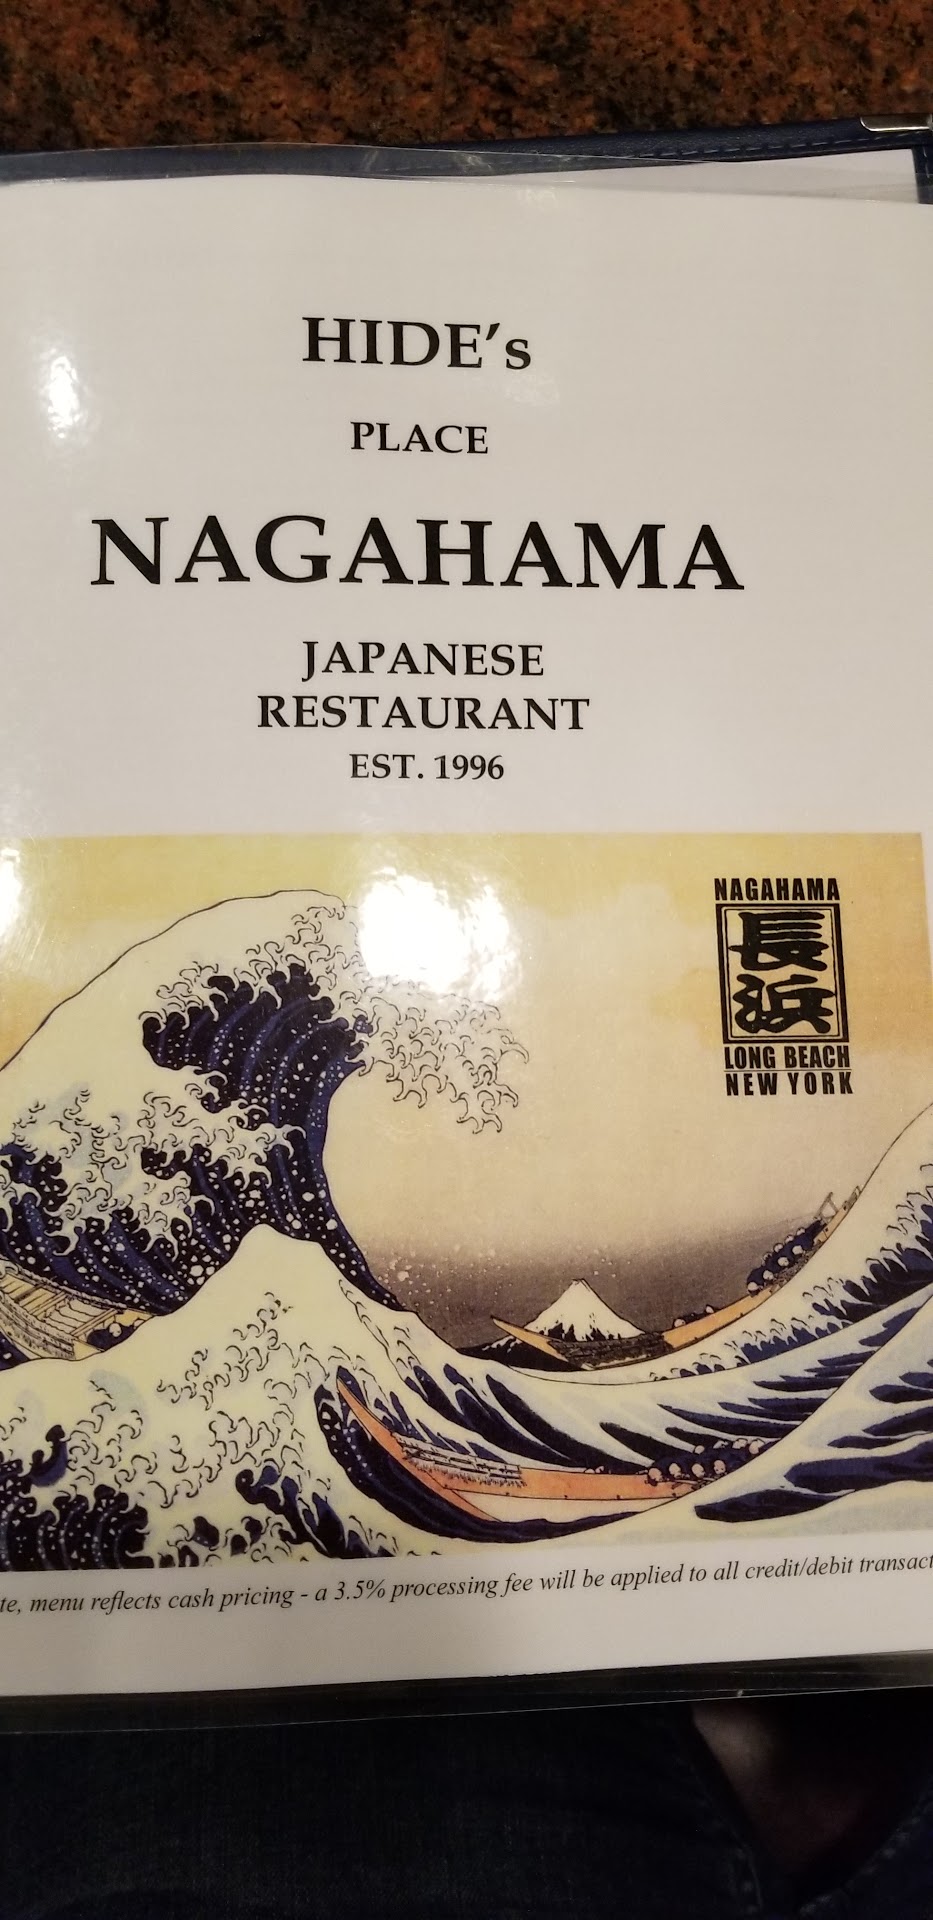 HIDE's
PLACE
NAGAHAMA
JAPANESE
RESTAURANT
EST. 1996
NAGAHAMA
長
浜
LONG BEACH
NEW YORK
menu reflects cash pricing - a 3.5% processing fee will be applied to all credit/debit